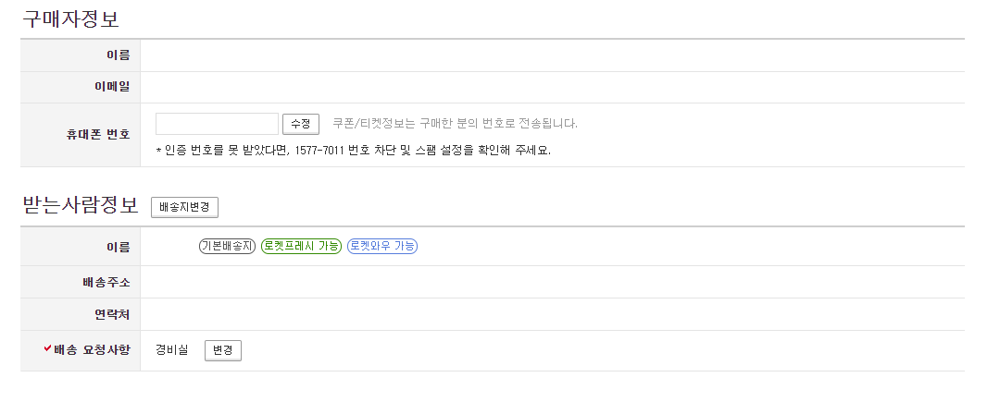 구매자정보
이름
이메일
휴대폰 번호 수정 쿠폰/티켓정보는 구매한 분의 번호로 전송됩니다.
* 인증 번호를 못 받았다면, 1577-7011 번호 차단 및 스팸 설정을 확인해 주세요.
받는사람정보 배송지변경
이름 기본배송지 로켓프레시 가능 로켓와우 가능
배송주소
연락처
배송 요청사항 경비실 변경